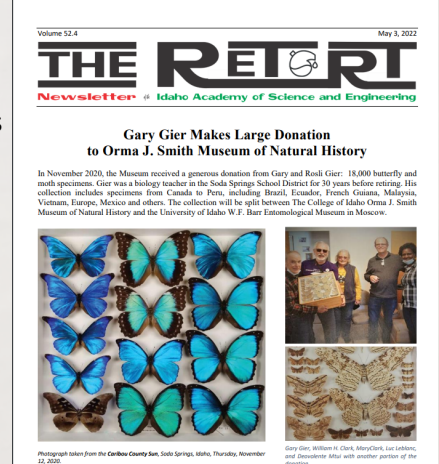 Volume 52.4 May 3, 2022
THE RETORT
Newsletter of Idaho Academy of Science and Engineering
Gary Gier Makes Large Donation
to Orma J. Smith Museum of Natural History
In November 2020, the Museum received a generous donation from Gary and Rosli Gier: 18,000 butterfly and
moth specimens. Gier was a biology teacher in the Soda Springs School District for 30 years before retiring. His
collection includes specimens from Canada to Peru, including Brazil, Ecuador, French Guiana, Malaysia,
Vietnam, Europe, Mexico and others. The collection will be split between The College of Idaho Orma J. Smith
Museum of Natural History and the University of Idaho W.F. Barr Entomological Museum in Moscow.
Photograph taken from the Caribou County Sun, Soda Springs, Idaho, Thursday, November
12, 2020.
Gary Gier, William H. Clark, MaryClark, Luc Leblanc,
and Deovolente Mtui with another portion of the
donation